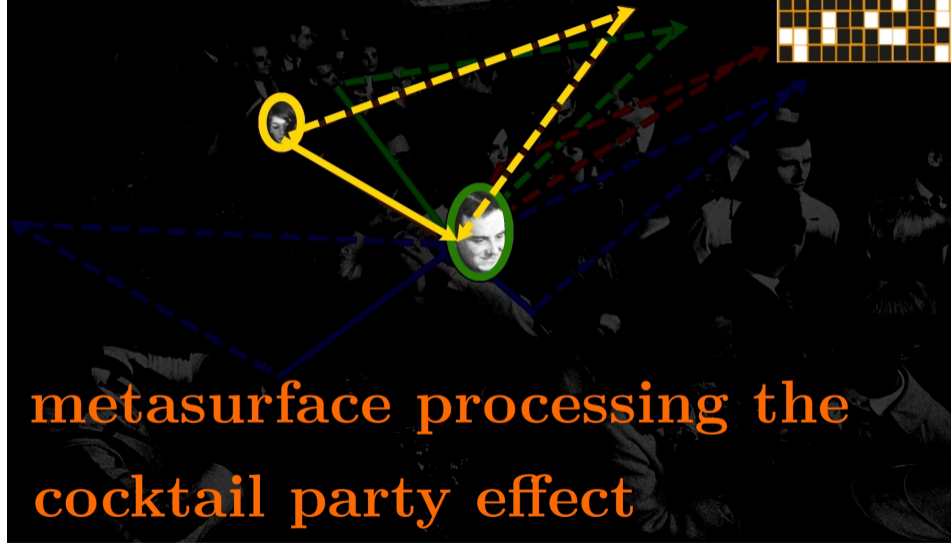 metasurface processing the
cocktail party effect